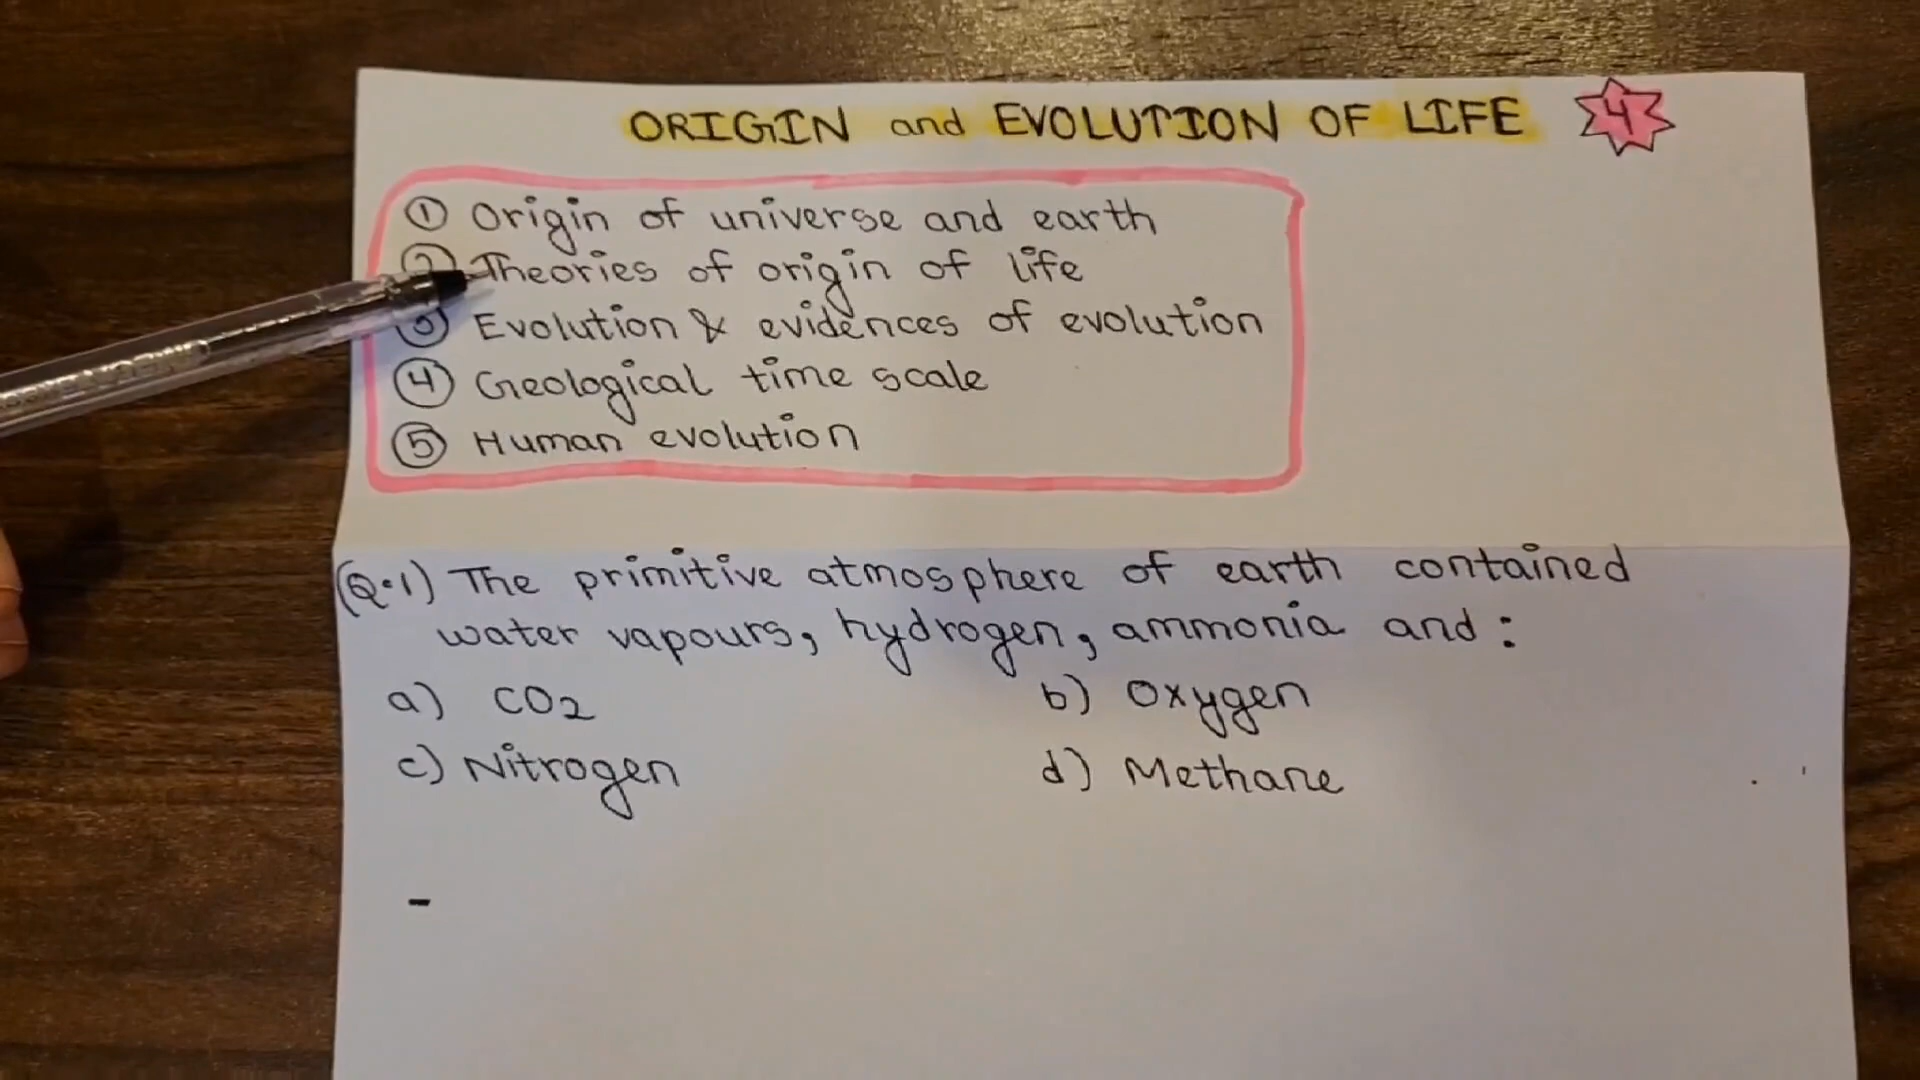 ORIGIN and EVOLUTION OF LIFE 4
① Origin of universe and earth
② Theories of origin of life
③ Evolution & evidences of evolution
④ Geological time scale
⑤ Human evolution
(Q.1) The primitive atmosphere of earth contained
water vapours, hydrogen, ammonia and :
a) CO2 b) Oxygen
c) Nitrogen d) Methane